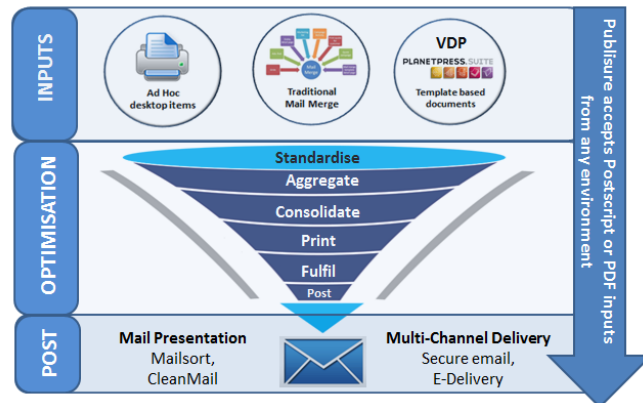 INPUTS
Ad Hoc
desktop items
Mail
Merge
Traditional
Mail Merge
VDP
PLANETPRESS.SUITE
Template based
documents
OPTIMISATION
Standardise
Aggregate
Consolidate
Print
Fulfil
Post
POST
Mail Presentation
Mailsort,
CleanMail
Multi-Channel Delivery
Secure email,
E-Delivery
Publisure accepts Postscript or PDF inputs
from any environment